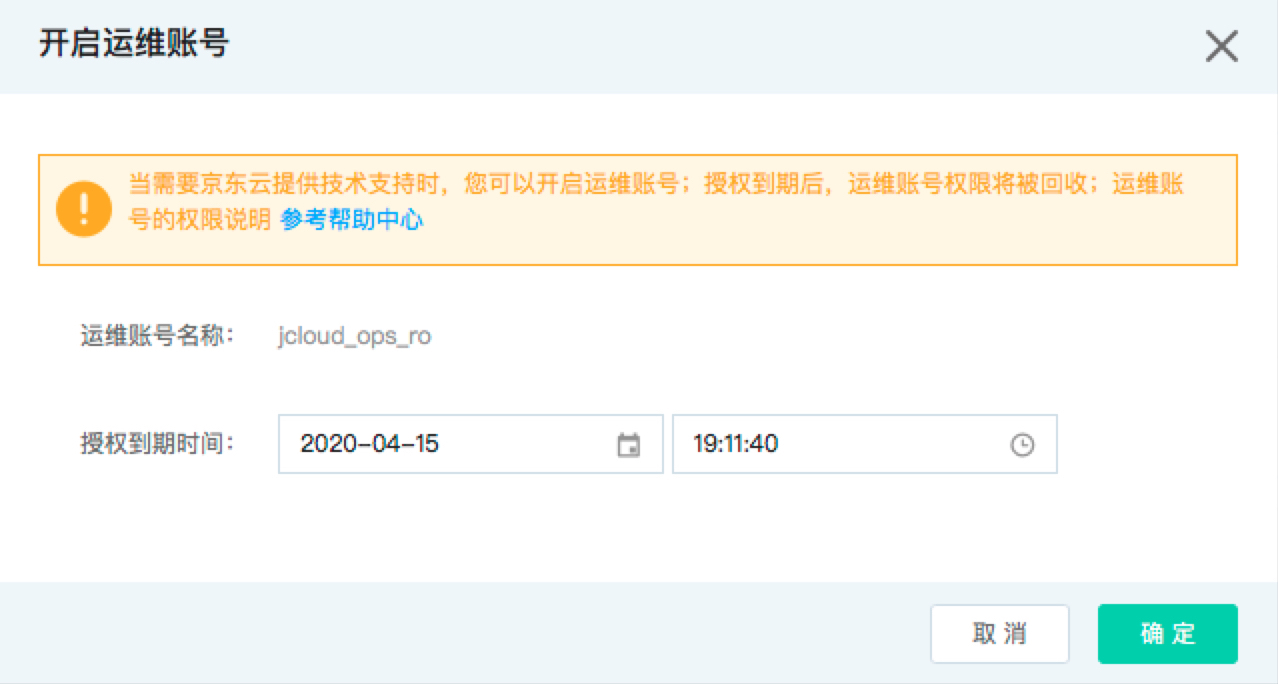 开启运维账号
当需要京东云提供技术支持时，您可以开启运维账号；授权到期后，运维账号权限将被回收；运维账
号的权限说明 参考帮助中心
运维账号名称： jcloud_ops_ro
授权到期时间： 2020-04-15 19:11:40
取 消 确 定